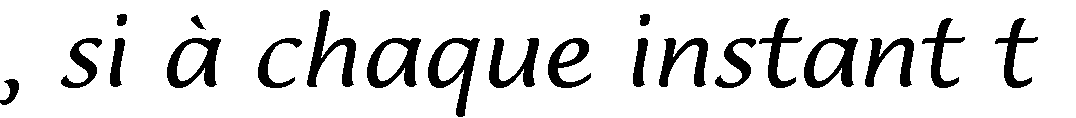 , si à chaque instant t